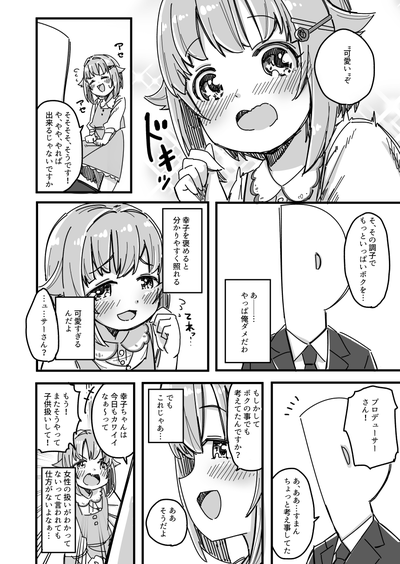 "可愛い"ぞ
ドキッ
アセ
アセ
そそそそ、そうです!
や、やや、やれば
出来るじゃないですか
そ、その調子で
もっといっぱいボクを…
あ……
やっぱ俺ダメだわ
幸子を褒めると
分かりやすく照れる
てれっ
可愛すぎる
んだよ
…ュ…サーさん?
プロデューサー
さん!
あ、ああ…すまん
ちょっと考え事してた
もしかして
ボクの事でも
考えてたんですか?
ああ
そうだよ
でも
これじゃあ…
幸子ちゃんは
今日もカワイイ
なぁ~って
もう!
またそうやって
子供扱いして!
女性の扱いがわかって
ないって言われても
仕方がないよなぁ…